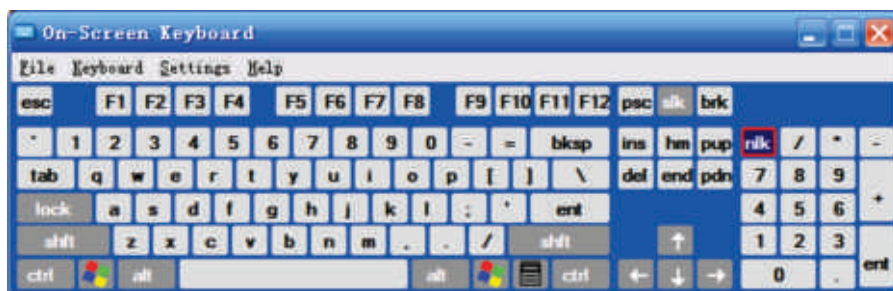 On-Screen Keyboard
File Keyboard Settings Help
esc F1 F2 F3 F4 F5 F6 F7 F8 F9 F10 F11 F12 psc slk brk
` 1 2 3 4 5 6 7 8 9 0 - = bksp ins hm pup nlk / * -
tab q w e r t y u i o p [ ] \ del end pdn 7 8 9 +
lock a s d f g h j k l ; ' ent 4 5 6
shft z x c v b n m , . / shft ↑ 1 2 3 ent
ctrl alt alt ctrl ← ↓ → 0 .